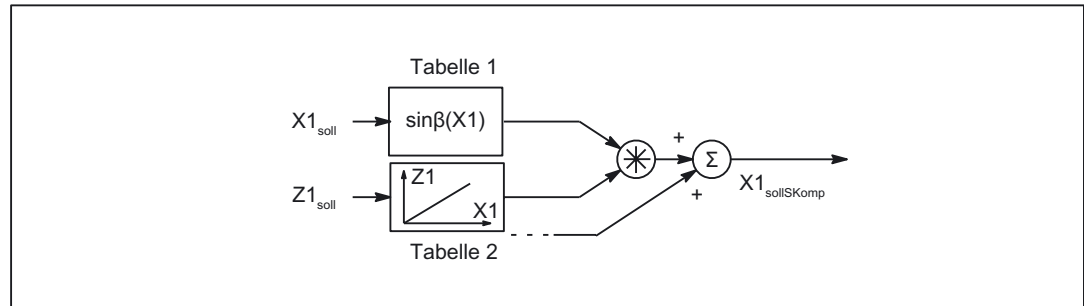 Tabelle 1
X1soll
sinβ(X1)
+
Σ
X1sollSKomp
Z1soll
Z1
X1
+
Tabelle 2